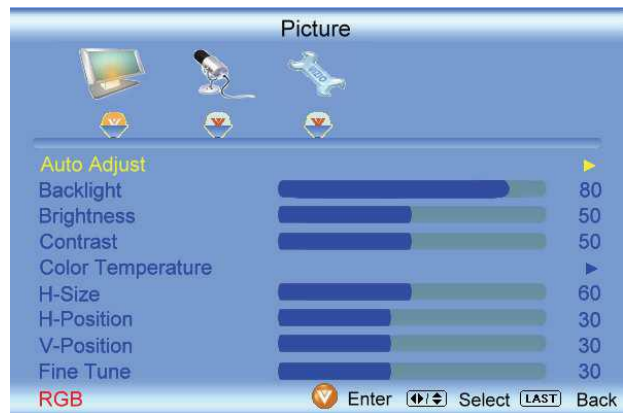 Picture
VIZIO
Auto Adjust
Backlight 80
Brightness 50
Contrast 50
Color Temperature
H-Size 60
H-Position 30
V-Position 30
Fine Tune 30
RGB V Enter Select LAST Back